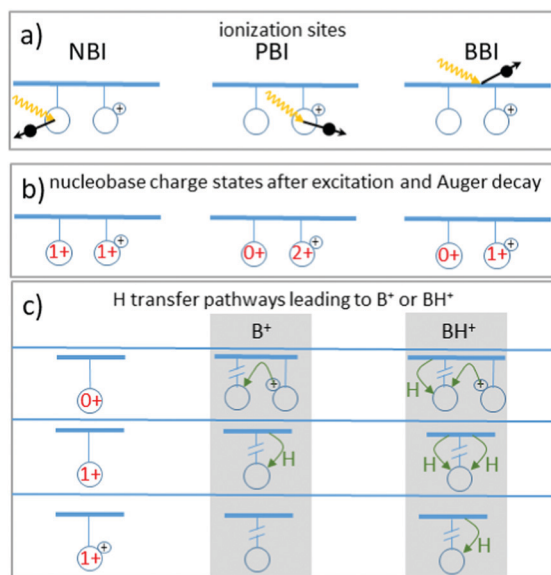 a)
ionization sites
NBI PBI BBI
+ + +
b)
nucleobase charge states after excitation and Auger decay
1+ 1+ + 0+ 2+ + 0+ 1+ +
c)
H transfer pathways leading to B⁺ or BH⁺
B⁺ BH⁺
0+ + H +
1+ H H H
1+ + H